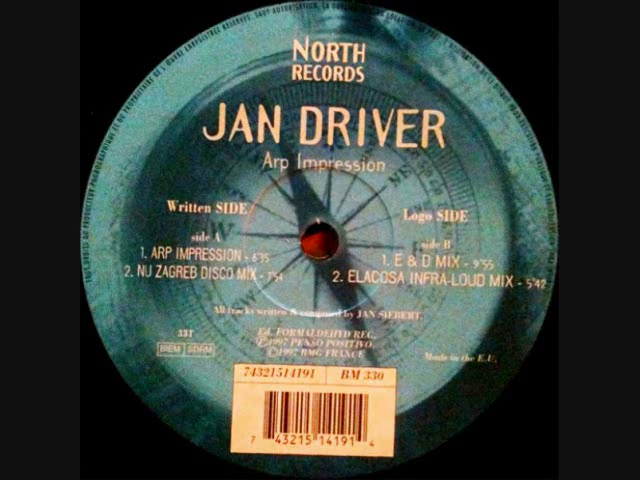 NORTH
RECORDS
JAN DRIVER
Arp Impression
Written SIDE
side A
1. ARP IMPRESSION - 6'35
2. NU ZAGREB DISCO MIX - 7'54
Logo SIDE
side B
1. E & D MIX - 9'55
2. ELACOSA INFRA-LOUD MIX - 5'42
All tracks written & composed by JAN SIEBERT.
33T
BIEM SDRM
Ed. FORMALDEHYD REC.
℗1997 PENSO POSITIVO.
©1997 BMG FRANCE
Made in the E.U.
74321514191 BM 330
7 43215 14191 4